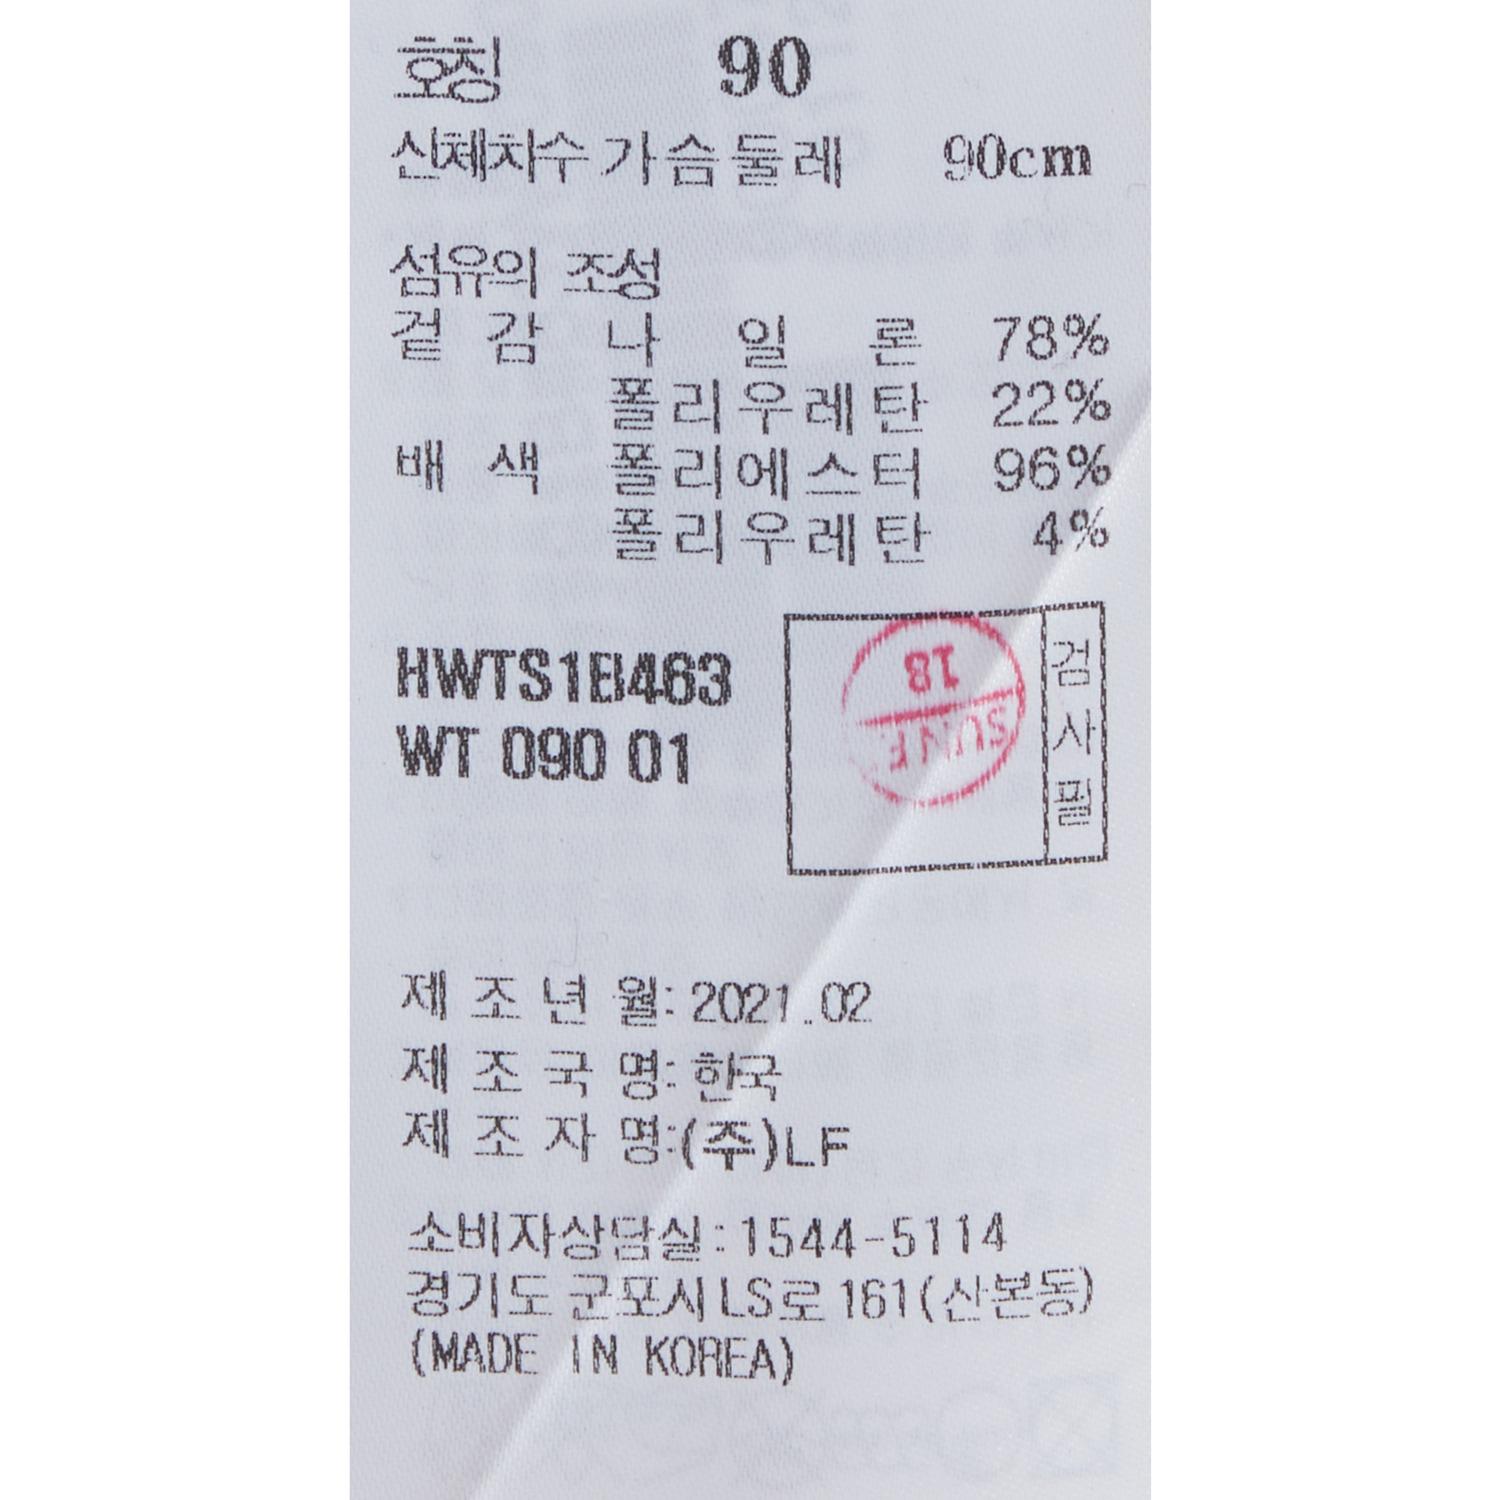 호칭 90
신체치수 가슴둘레 90cm
섬유의 조성
겉 감 나 일 론 78%
폴리우레탄 22%
배 색 폴리에스터 96%
폴리우레탄 4%
HWTS1B463
WT 090 01
검사필
18
제 조 년 월: 2021.02
제 조 국 명: 한국
제 조 자 명:(주)LF
소비자상담실:1544-5114
경기도 군포시 LS로 161(산본동)
(MADE IN KOREA)